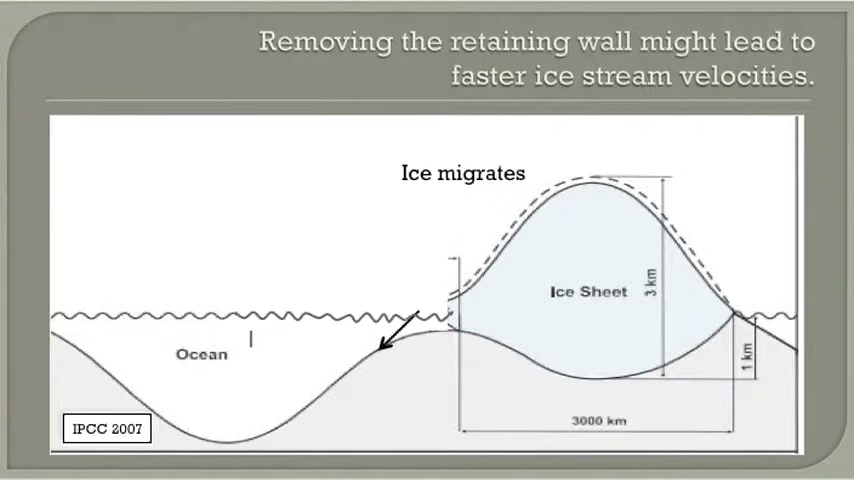 Removing the retaining wall might lead to
faster ice stream velocities.
Ice migrates
Ice Sheet
3 km
Ocean
1 km
3000 km
IPCC 2007